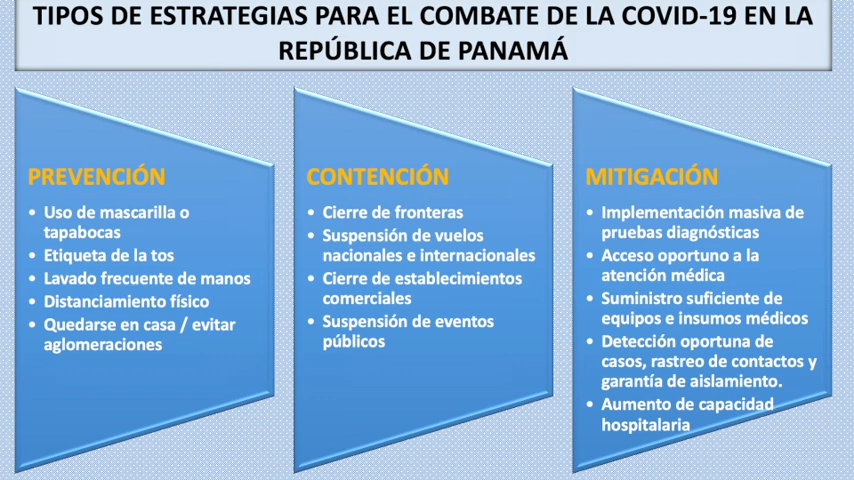 TIPOS DE ESTRATEGIAS PARA EL COMBATE DE LA COVID-19 EN LA
REPÚBLICA DE PANAMÁ
PREVENCIÓN
• Uso de mascarilla o
tapabocas
• Etiqueta de la tos
• Lavado frecuente de manos
• Distanciamiento físico
• Quedarse en casa / evitar
aglomeraciones
CONTENCIÓN
• Cierre de fronteras
• Suspensión de vuelos
nacionales e internacionales
• Cierre de establecimientos
comerciales
• Suspensión de eventos
públicos
MITIGACIÓN
• Implementación masiva de
pruebas diagnósticas
• Acceso oportuno a la
atención médica
• Suministro suficiente de
equipos e insumos médicos
• Detección oportuna de
casos, rastreo de contactos y
garantía de aislamiento.
• Aumento de capacidad
hospitalaria